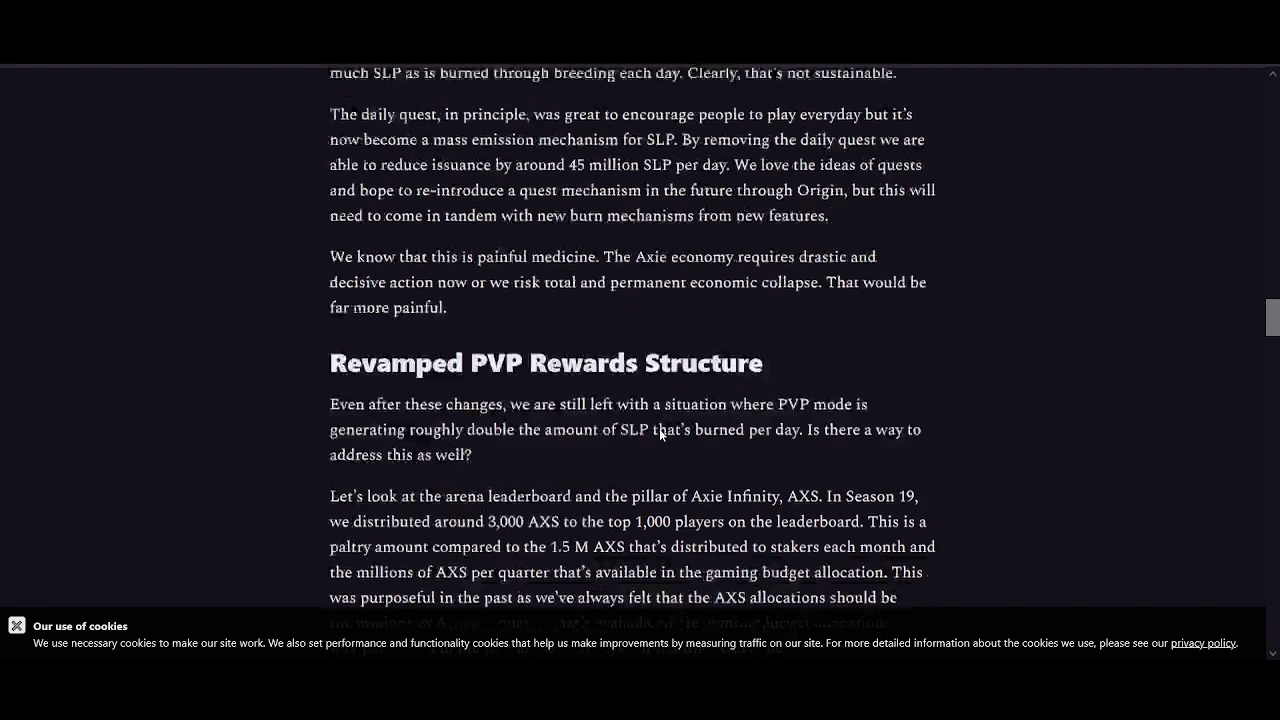 much SLP as is burned through breeding each day. Clearly, that's not sustainable.
The daily quest, in principle, was great to encourage people to play everyday but it's
now become a mass emission mechanism for SLP. By removing the daily quest we are
able to reduce issuance by around 45 million SLP per day. We love the ideas of quests
and hope to re-introduce a quest mechanism in the future through Origin, but this will
need to come in tandem with new burn mechanisms from new features.
We know that this is painful medicine. The Axie economy requires drastic and
decisive action now or we risk total and permanent economic collapse. That would be
far more painful.
Revamped PVP Rewards Structure
Even after these changes, we are still left with a situation where PVP mode is
generating roughly double the amount of SLP that's burned per day. Is there a way to
address this as well?
Let's look at the arena leaderboard and the pillar of Axie Infinity, AXS. In Season 19,
we distributed around 3,000 AXS to the top 1,000 players on the leaderboard. This is a
paltry amount compared to the 1.5 M AXS that's distributed to stakers each month and
the millions of AXS per quarter that's available in the gaming budget allocation. This
was purposeful in the past as we've always felt that the AXS allocations should be
Our use of cookies
We use necessary cookies to make our site work. We also set performance and functionality cookies that help us make improvements by measuring traffic on our site. For more detailed information about the cookies we use, please see our privacy policy.